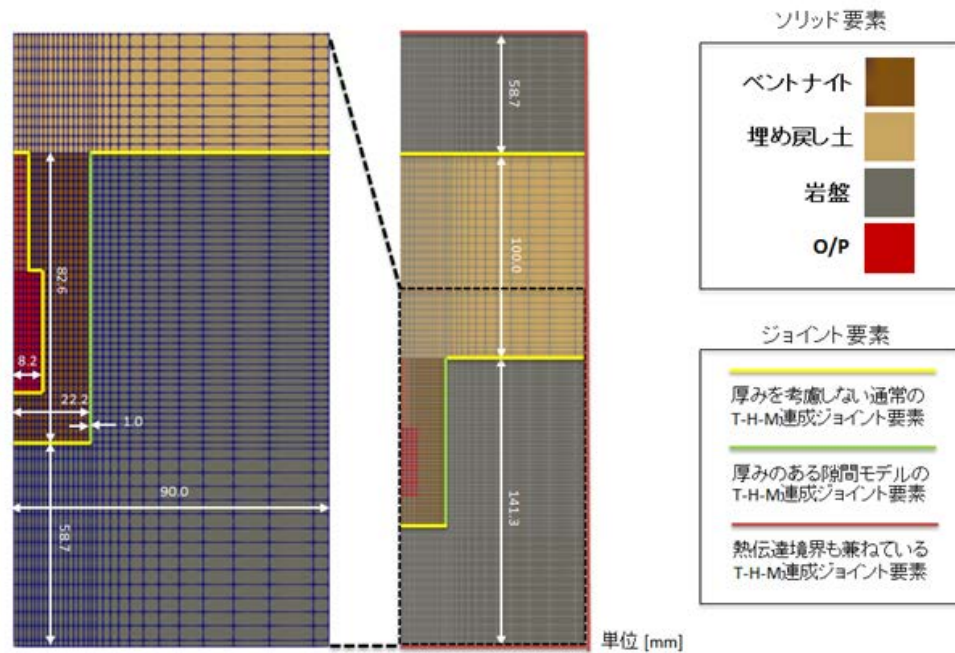 ソリッド要素
ベントナイト
埋め戻し土
岩盤
O/P
ジョイント要素
厚みを考慮しない通常の
T-H-M連成ジョイント要素
厚みのある隙間モデルの
T-H-M連成ジョイント要素
熱伝達境界も兼ねている
T-H-M連成ジョイント要素
82.6
8.2
22.2
1.0
90.0
58.7
58.7
100.0
141.3
単位 [mm]